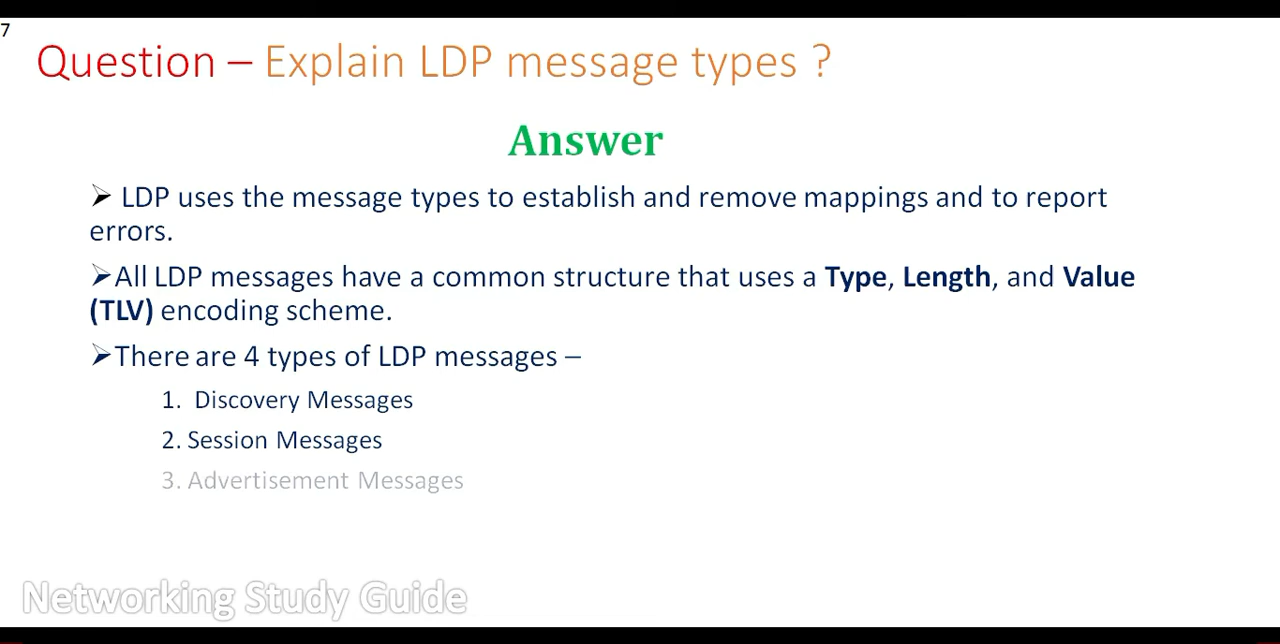 7
Question – Explain LDP message types ?
Answer
➢ LDP uses the message types to establish and remove mappings and to report
errors.
➢All LDP messages have a common structure that uses a Type, Length, and Value
(TLV) encoding scheme.
➢There are 4 types of LDP messages –
1. Discovery Messages
2. Session Messages
3. Advertisement Messages
Networking Study Guide